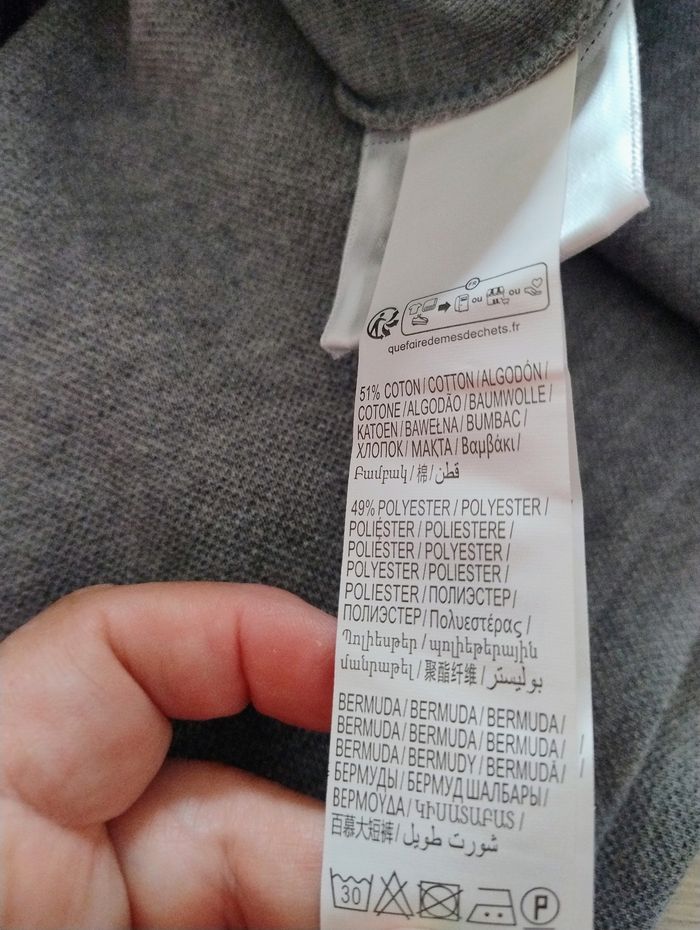 FR
ou ou
quefairedemesdechets.fr
51% COTON / COTTON / ALGODÓN /
COTONE / ALGODÃO / BAUMWOLLE /
KATOEN / BAWEŁNA / BUMBAC /
ХЛОПОК / МАКТА / Βαμβάκι /
Բամբակ / 棉 / قطن
49% POLYESTER / POLYESTER /
POLIÉSTER / POLIESTERE /
POLIÉSTER / POLYESTER /
POLYESTER / POLIESTER /
POLIESTER / ПОЛИЭСТЕР /
ПОЛИЭСТЕР / Πολυεστέρας /
Պոլիեսթեր / պոլիեթերային
մանրաթել / 聚酯纤维 / بوليستر
BERMUDA / BERMUDA / BERMUDA /
BERMUDA / BERMUDA / BERMUDA /
BERMUDA / BERMUDY / BERMUDĂ /
БЕРМУДЫ / БЕРМУД ШАЛБАРЫ /
ΒΕΡΜΟΥΔΑ / ԿԻՍԱՏԱԲԱՏ /
百慕大短裤 / شورت طويل
30 P